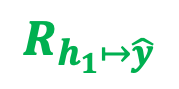 R_{h_1 ↦ ŷ}